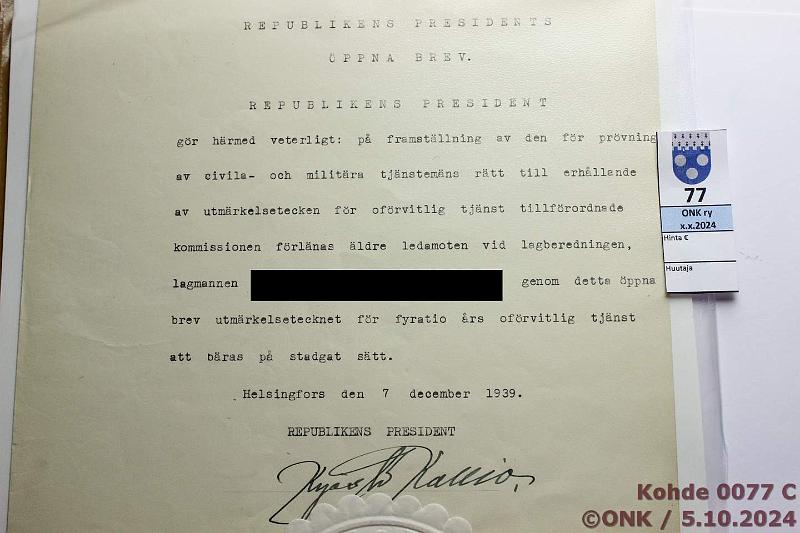 REPUBLIKENS PRESIDENTS
ÖPPNA BREV.
REPUBLIKENS PRESIDENT
gör härmed veterligt: på framställning av den för prövning
av civila- och militära tjänstemäns rätt till erhållande
av utmärkelsetecken för oförvitlig tjänst tillförordnade
kommissionen förlänas äldre ledamoten vid lagberedningen,
lagmannen genom detta öppna
brev utmärkelsetecknet för fyratio års oförvitlig tjänst
att bäras på stadgat sätt.
Helsingfors den 7 december 1939.
REPUBLIKENS PRESIDENT
Kyösti Kallio.
77
ONK ry
x.x.2024
Hinta €
Huutaja
Kohde 0077 C
©ONK / 5.10.2024